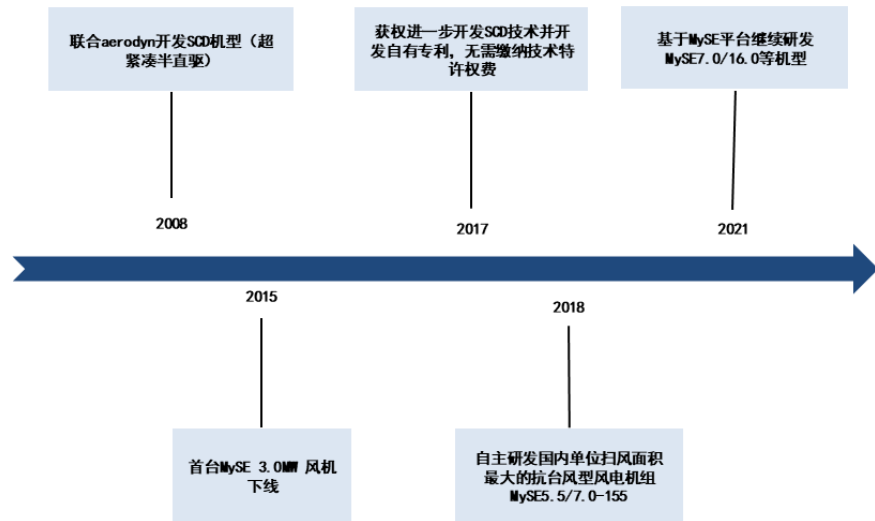 联合aerodyn开发SCD机型（超
紧凑半直驱）
获权进一步开发SCD技术并开
发自有专利，无需缴纳技术特
许权费
基于MySE平台继续研发
MySE7.0/16.0等机型
2008
2017
2021
2015
2018
首台MySE 3.0MW 风机
下线
自主研发国内单位扫风面积
最大的抗台风型风电机组
MySE5.5/7.0-155